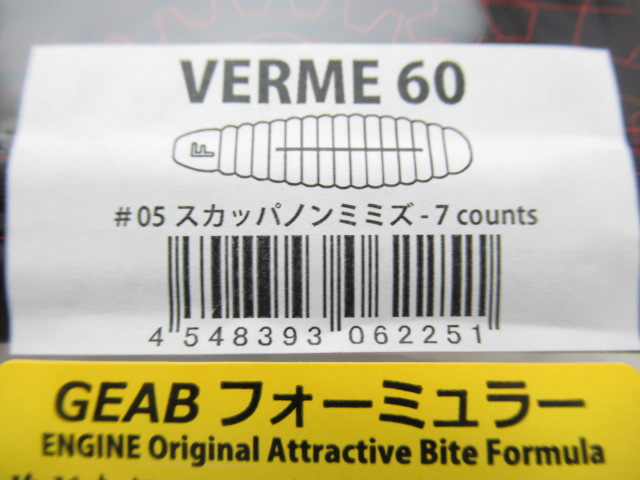 VERME 60
F
#05 スカッパノンミミズ - 7 counts
4 548393 062251
GEAB フォーミュラー
ENGINE Original Attractive Bite Formula